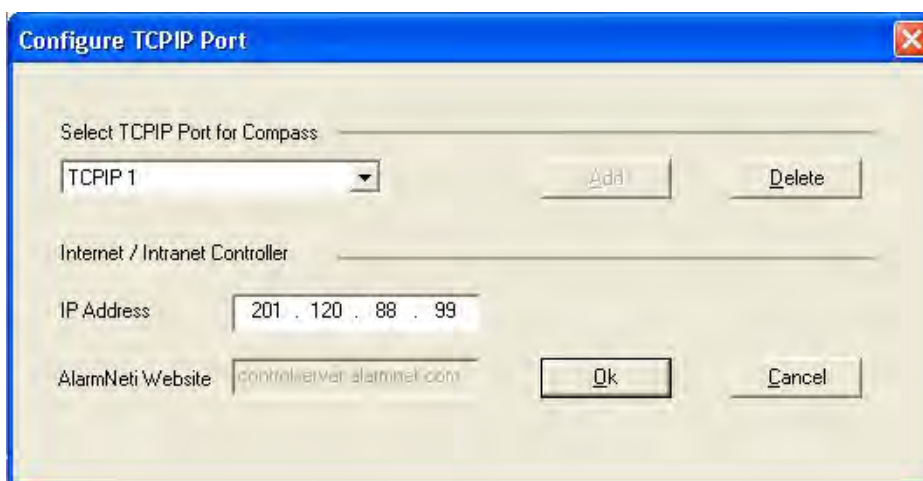 Configure TCPIP Port
Select TCPIP Port for Compass
TCPIP 1
Add
Delete
Internet / Intranet Controller
IP Address
201 . 120 . 88 . 99
AlarmNeti Website
controlserver.alarmnet.com
Ok
Cancel